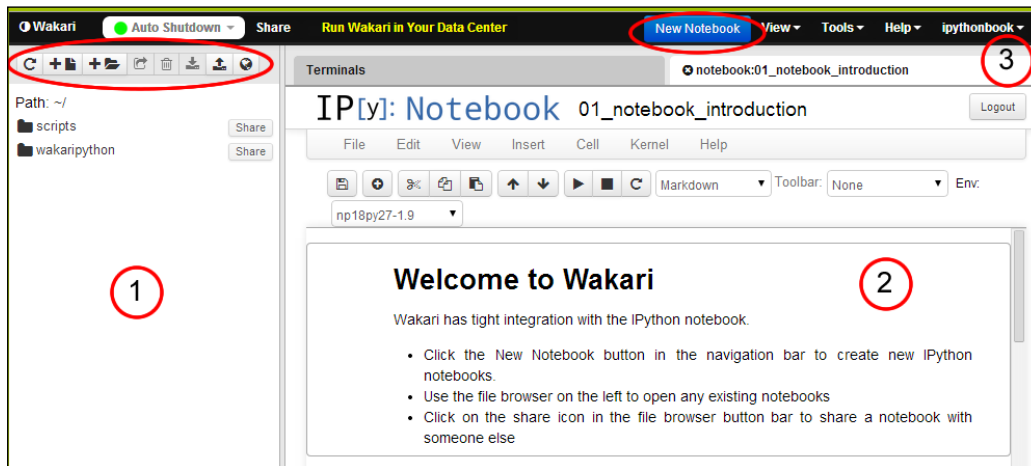 Wakari Auto Shutdown Share Run Wakari in Your Data Center New Notebook View Tools Help ipythonbook
3
Terminals notebook:01_notebook_introduction
Path: ~/
scripts Share
wakaripython Share
IP[y]: Notebook 01_notebook_introduction Logout
File Edit View Insert Cell Kernel Help
Markdown Toolbar: None Env:
np18py27-1.9
1
2
Welcome to Wakari
Wakari has tight integration with the IPython notebook.
• Click the New Notebook button in the navigation bar to create new IPython
notebooks.
• Use the file browser on the left to open any existing notebooks
• Click on the share icon in the file browser button bar to share a notebook with
someone else